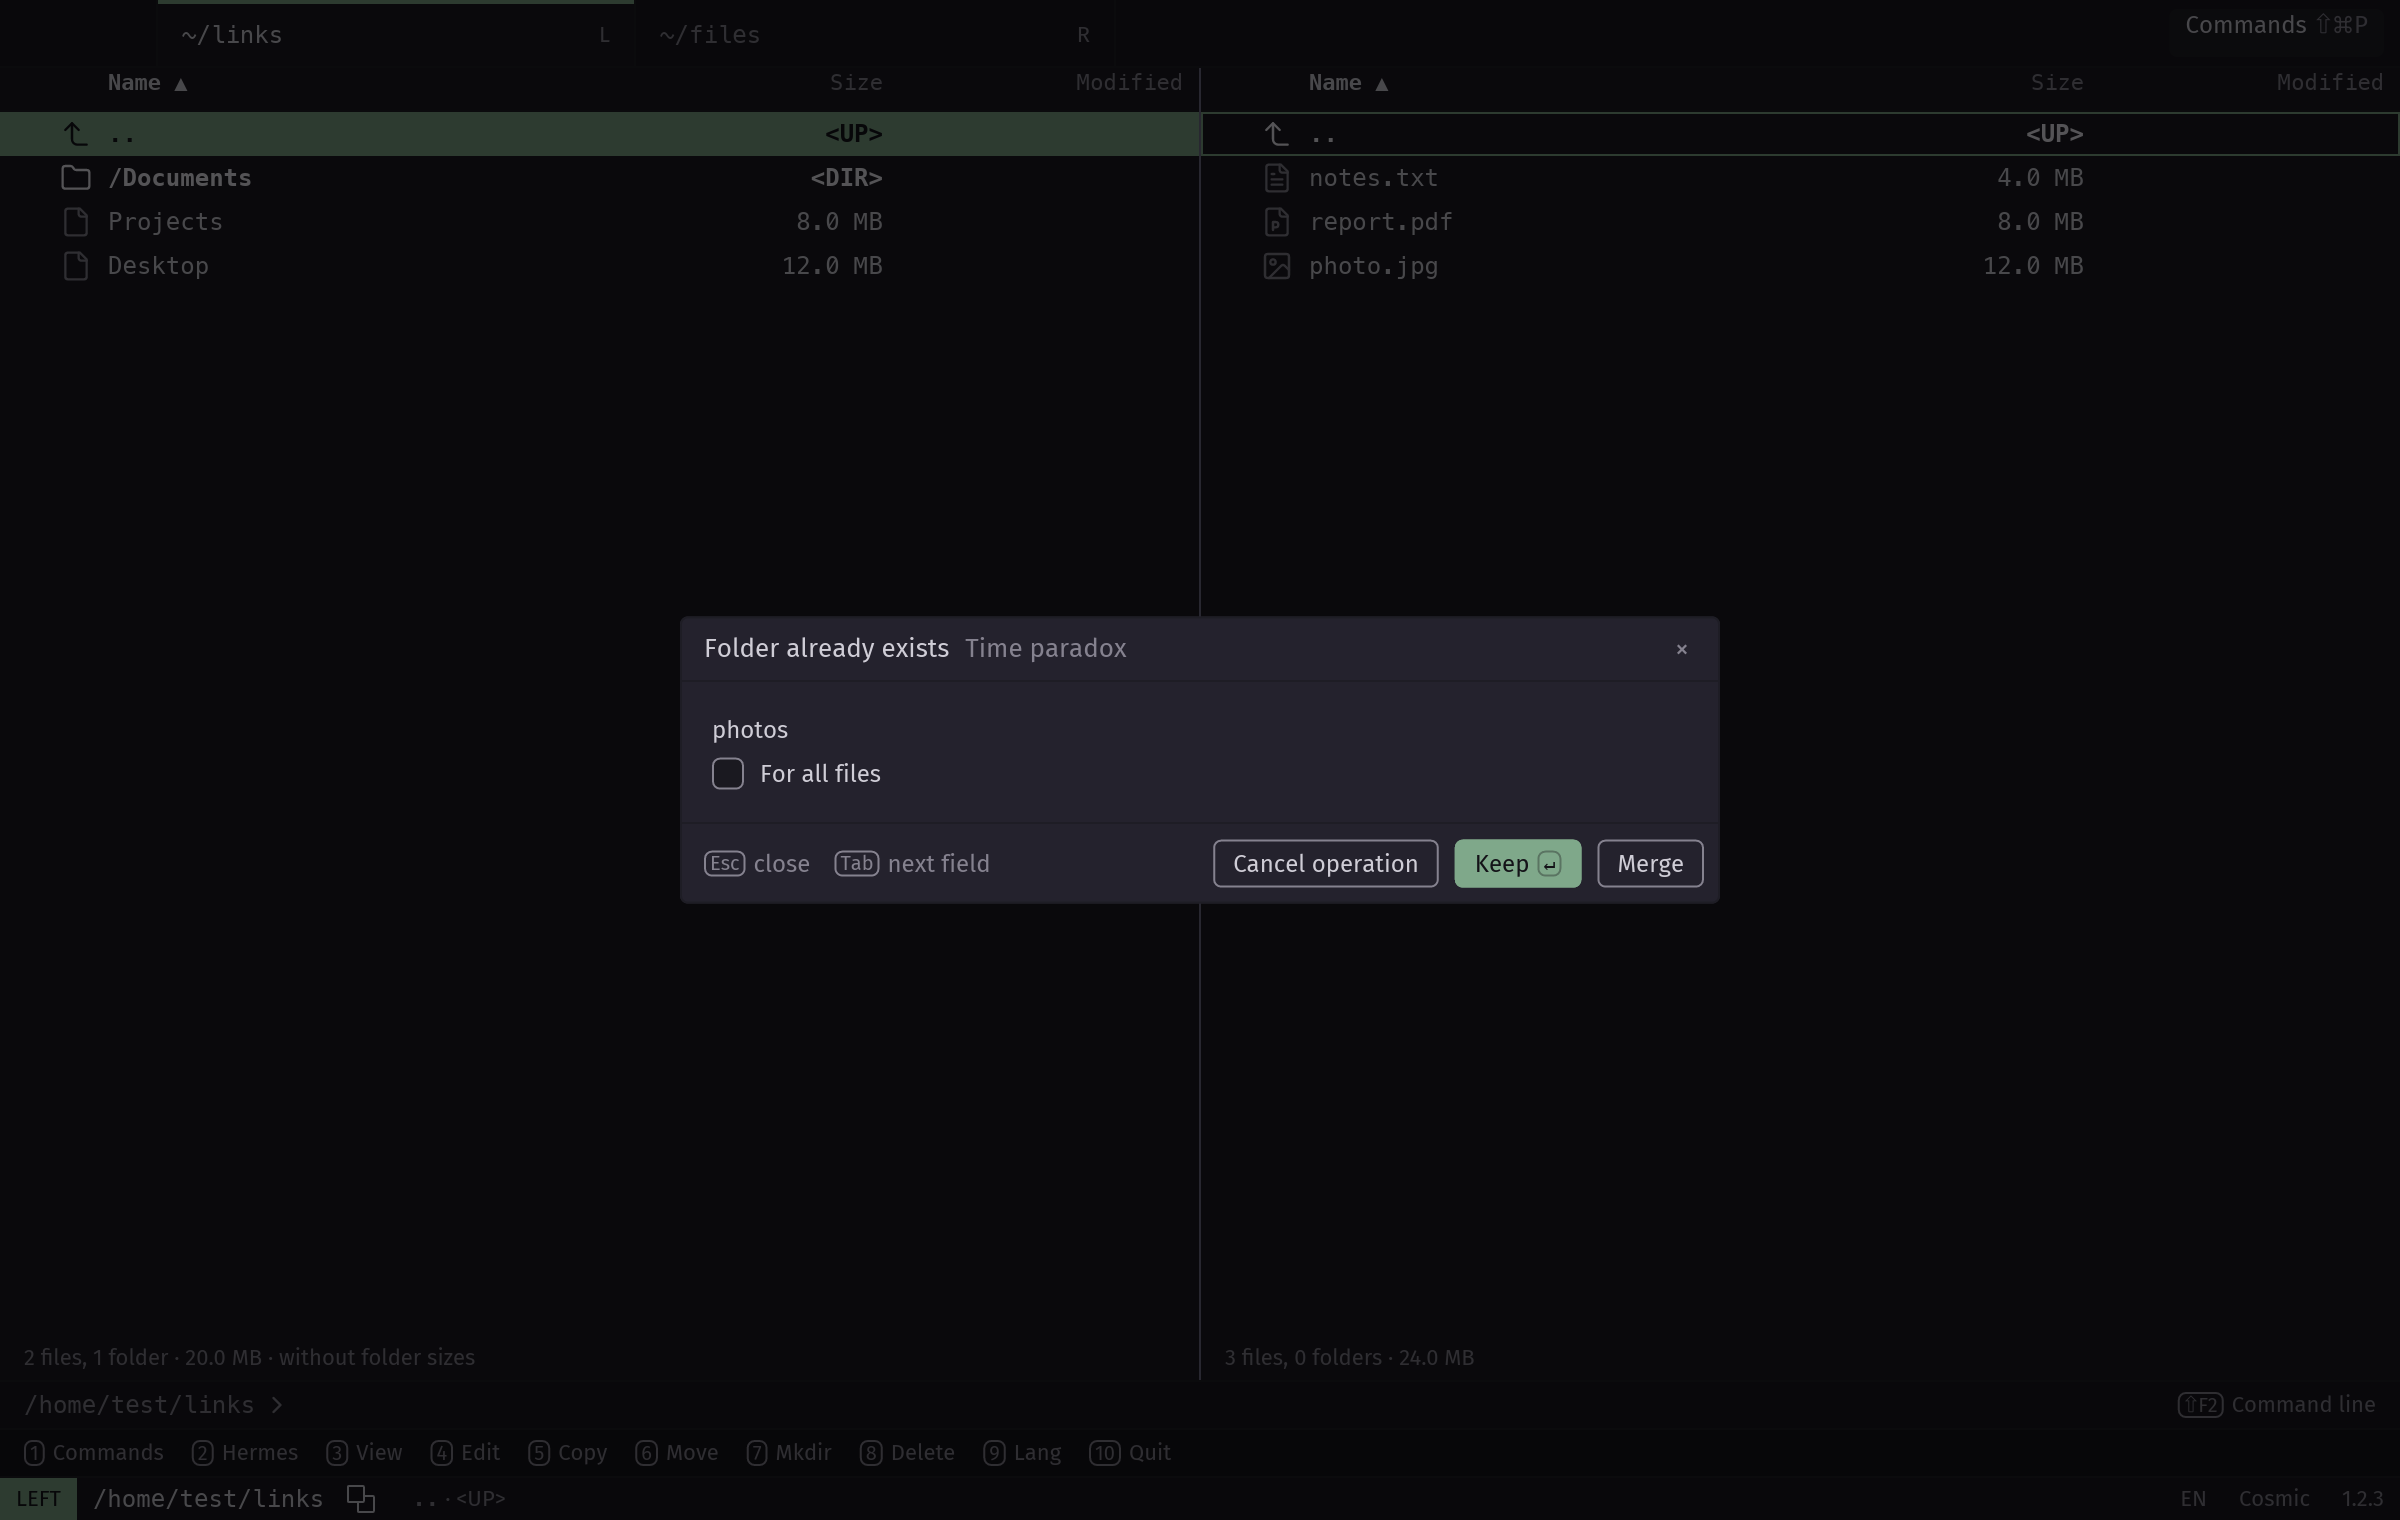 ~/links L ~/files R Commands ⇧⌘P
Name ▲ Size Modified Name ▲ Size Modified
.. <UP> .. <UP>
/Documents <DIR> notes.txt 4.0 MB
Projects 8.0 MB report.pdf 8.0 MB
Desktop 12.0 MB photo.jpg 12.0 MB
Folder already exists Time paradox ×
photos
For all files
Esc close Tab next field Cancel operation Keep ↵ Merge
2 files, 1 folder · 20.0 MB · without folder sizes 3 files, 0 folders · 24.0 MB
/home/test/links > ⇧F2 Command line
1 Commands 2 Hermes 3 View 4 Edit 5 Copy 6 Move 7 Mkdir 8 Delete 9 Lang 10 Quit
LEFT /home/test/links .. · <UP> EN Cosmic 1.2.3